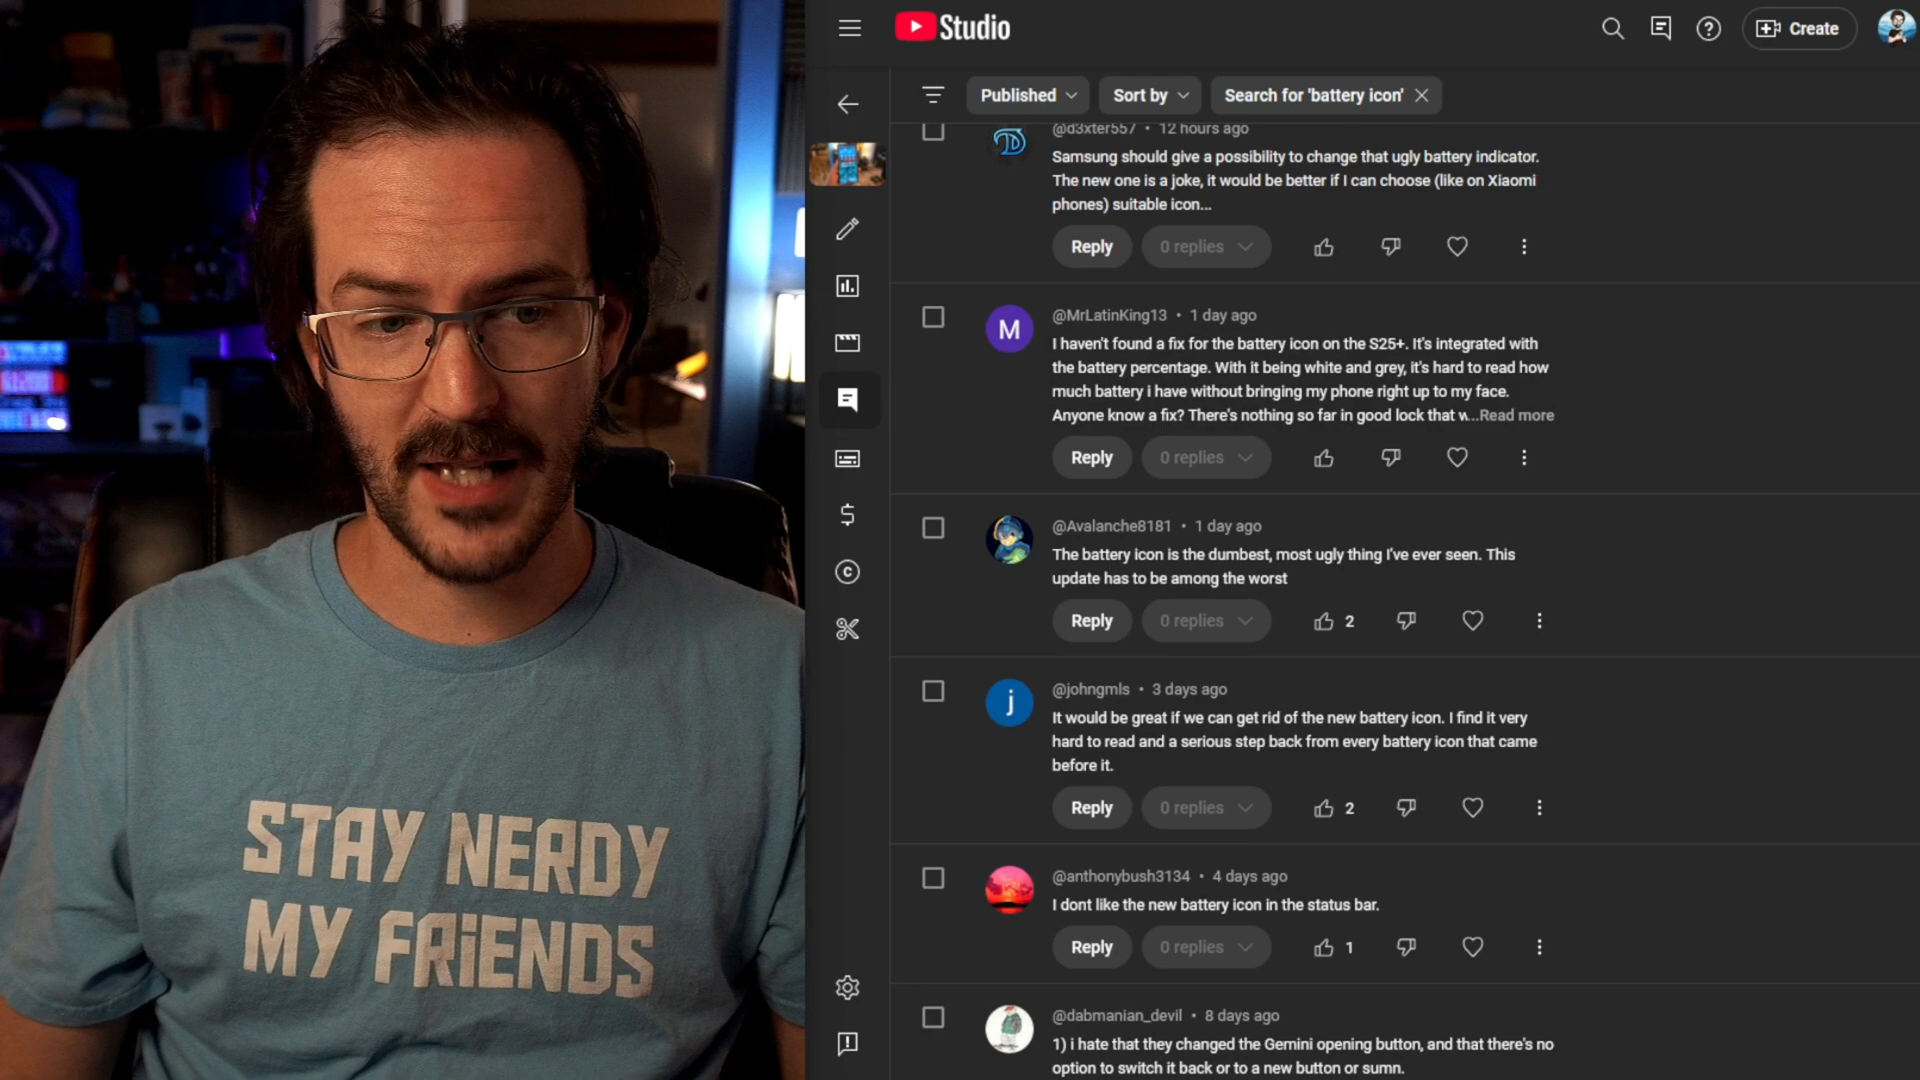 Studio
Create
Published
Sort by
Search for 'battery icon'
@d3xter557 • 12 hours ago
Samsung should give a possibility to change that ugly battery indicator.
The new one is a joke, it would be better if I can choose (like on Xiaomi
phones) suitable icon...
Reply
0 replies
M
@MrLatinKing13 • 1 day ago
I haven't found a fix for the battery icon on the S25+. It's integrated with
the battery percentage. With it being white and grey, it's hard to read how
much battery i have without bringing my phone right up to my face.
Anyone know a fix? There's nothing so far in good lock that w...Read more
Reply
0 replies
@Avalanche8181 • 1 day ago
The battery icon is the dumbest, most ugly thing I've ever seen. This
update has to be among the worst
Reply
0 replies
2
j
@johngmls • 3 days ago
It would be great if we can get rid of the new battery icon. I find it very
hard to read and a serious step back from every battery icon that came
before it.
Reply
0 replies
2
@anthonybush3134 • 4 days ago
I dont like the new battery icon in the status bar.
Reply
0 replies
1
@dabmanian_devil • 8 days ago
1) i hate that they changed the Gemini opening button, and that there's no
option to switch it back or to a new button or sumn.
STAY NERDY
MY FRiENDS